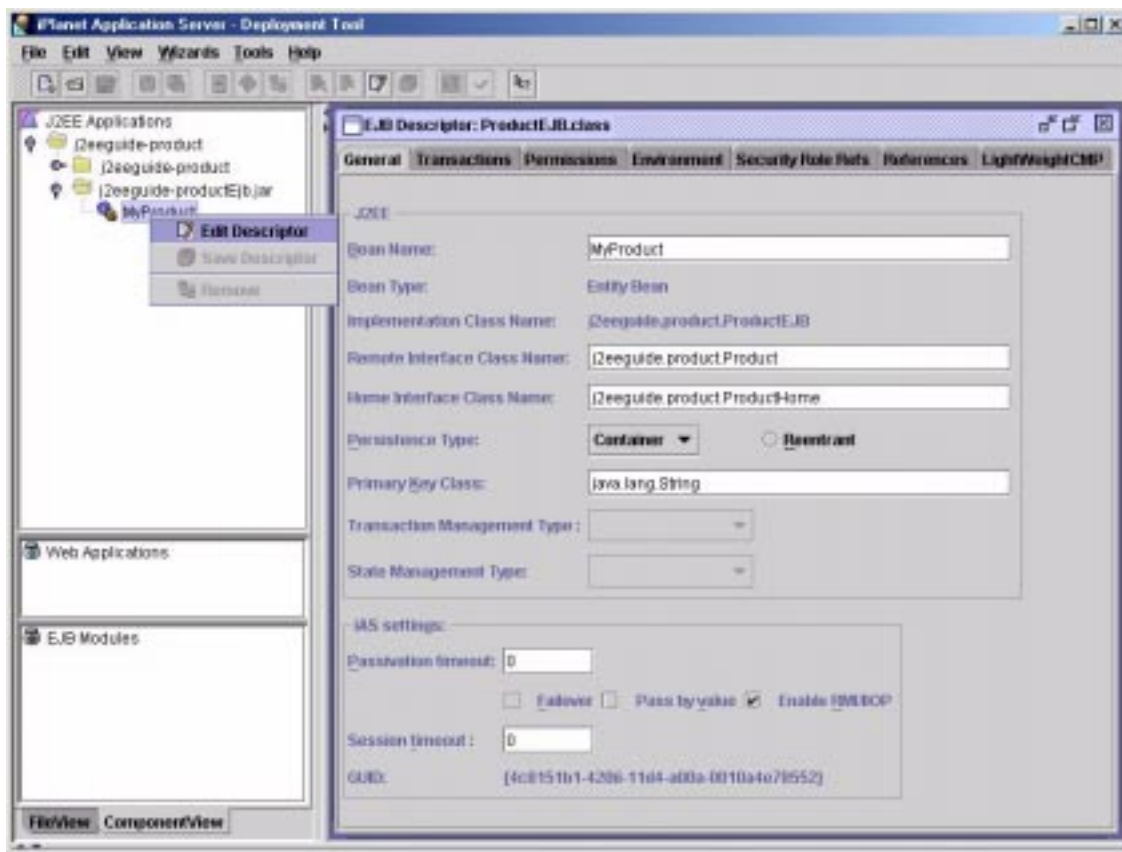 iPlanet Application Server - Deployment Tool
File Edit View Wizards Tools Help
J2EE Applications
j2eeguide-product
j2eeguide-product
j2eeguide-productEjb.jar
MyProduct
Edit Descriptor
Save Descriptor
Remove
Web Applications
EJB Modules
FileView ComponentView
EJB Descriptor: ProductEJB.class
General Transactions Permissions Environment Security Role Refs References LightWeightCMP
J2EE
Bean Name: MyProduct
Bean Type: Entity Bean
Implementation Class Name: j2eeguide.product.ProductEJB
Remote Interface Class Name: j2eeguide.product.Product
Home Interface Class Name: j2eeguide.product.ProductHome
Persistence Type: Container Reentrant
Primary Key Class: java.lang.String
Transaction Management Type :
State Management Type:
IAS settings:
Passivation timeout: 0
Failover Pass by value Enable RMI/IIOP
Session timeout : 0
GUID: